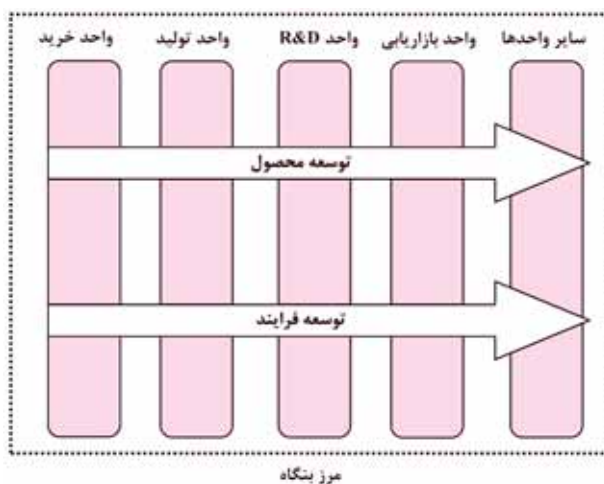 سایر واحدها
واحد بازاریابی
واحد R&D
واحد تولید
واحد خرید
توسعه محصول
توسعه فرایند
مرز بنگاه